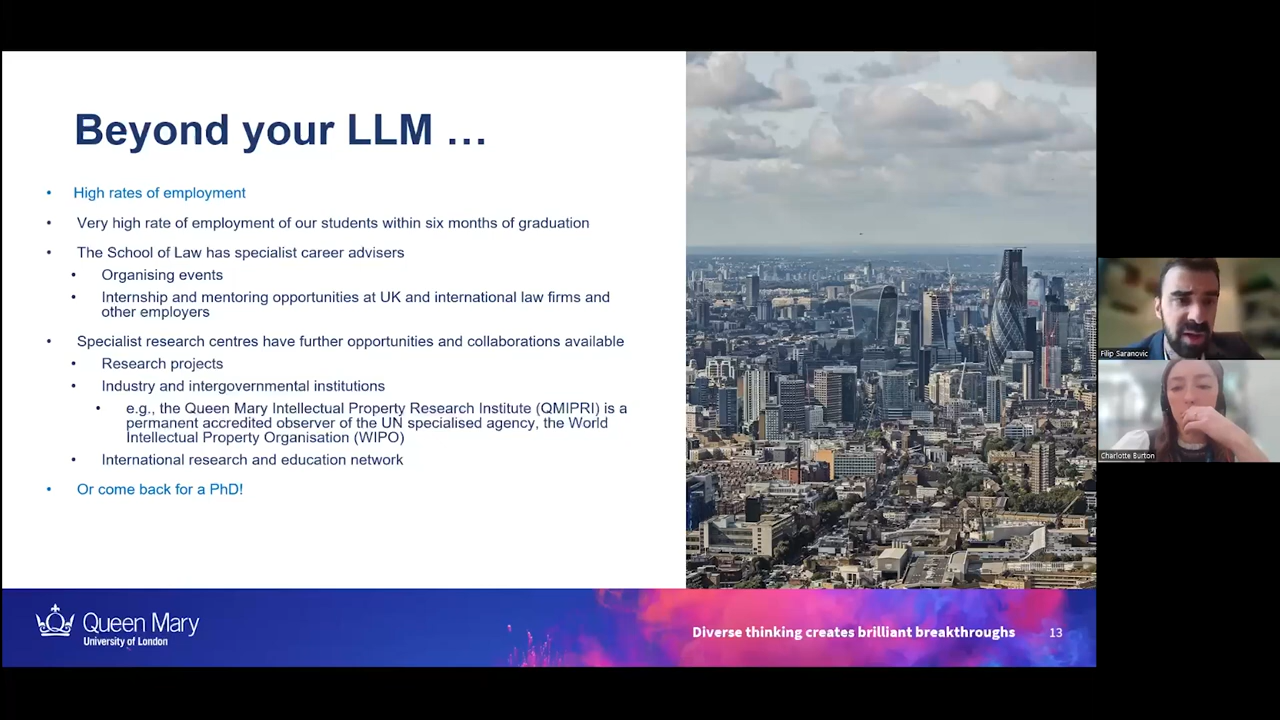 Beyond your LLM …
• High rates of employment
• Very high rate of employment of our students within six months of graduation
• The School of Law has specialist career advisers
• Organising events
• Internship and mentoring opportunities at UK and international law firms and
other employers
• Specialist research centres have further opportunities and collaborations available
• Research projects
• Industry and intergovernmental institutions
• e.g., the Queen Mary Intellectual Property Research Institute (QMIPRI) is a
permanent accredited observer of the UN specialised agency, the World
Intellectual Property Organisation (WIPO)
• International research and education network
• Or come back for a PhD!
Filip Saranovic
Charlotte Burton
Queen Mary
University of London
Diverse thinking creates brilliant breakthroughs
13